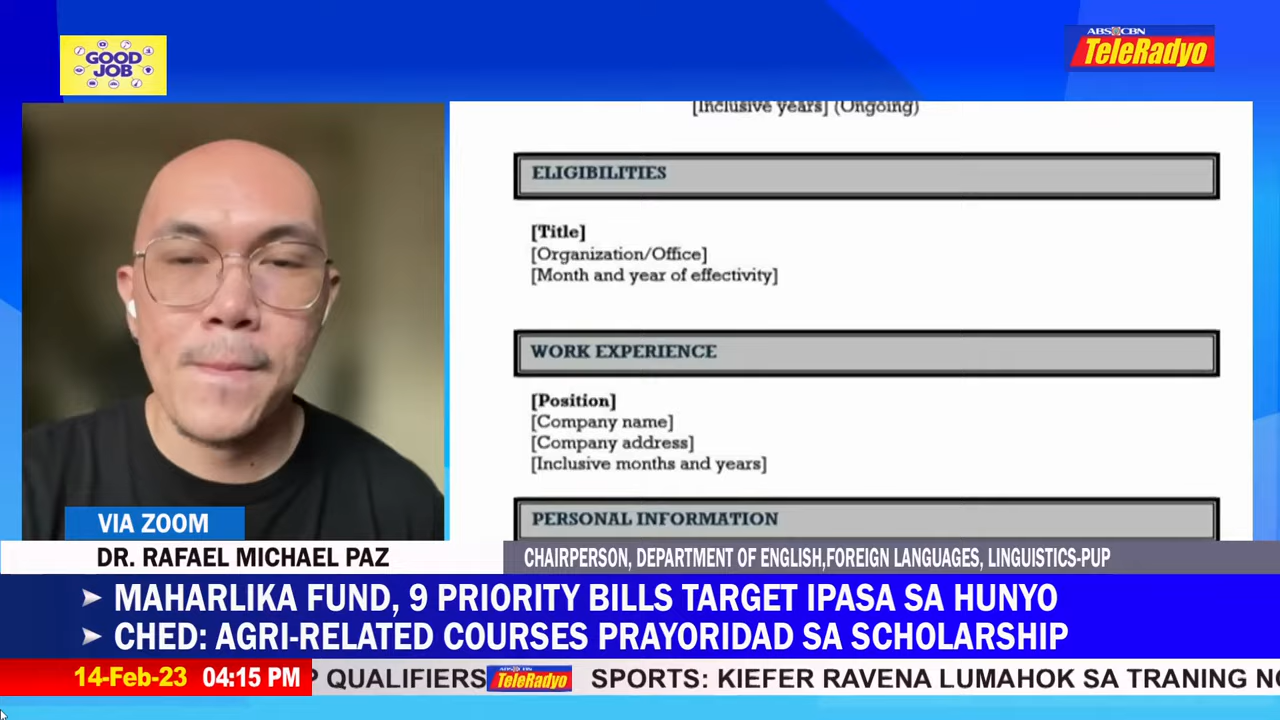 GOOD
JOB
ABS-CBN
TeleRadyo
[Inclusive years] (Ongoing)
ELIGIBILITIES
[Title]
[Organization/Office]
[Month and year of effectivity]
WORK EXPERIENCE
[Position]
[Company name]
[Company address]
[Inclusive months and years]
PERSONAL INFORMATION
VIA ZOOM
DR. RAFAEL MICHAEL PAZ
CHAIRPERSON, DEPARTMENT OF ENGLISH,FOREIGN LANGUAGES, LINGUISTICS-PUP
MAHARLIKA FUND, 9 PRIORITY BILLS TARGET IPASA SA HUNYO
CHED: AGRI-RELATED COURSES PRAYORIDAD SA SCHOLARSHIP
14-Feb-23 04:15 PM P QUALIFIERS ABS-CBN TeleRadyo SPORTS: KIEFER RAVENA LUMAHOK SA TRANING